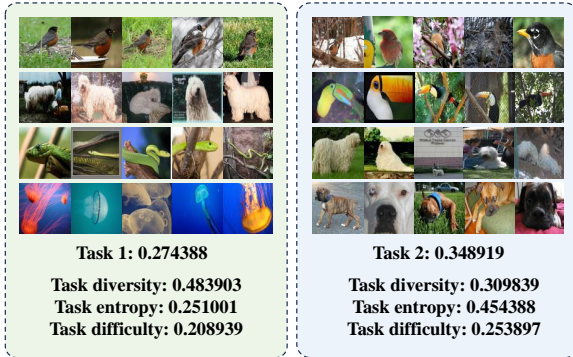 Task 1: 0.274388
Task diversity: 0.483903
Task entropy: 0.251001
Task difficulty: 0.208939
Task 2: 0.348919
Task diversity: 0.309839
Task entropy: 0.454388
Task difficulty: 0.253897